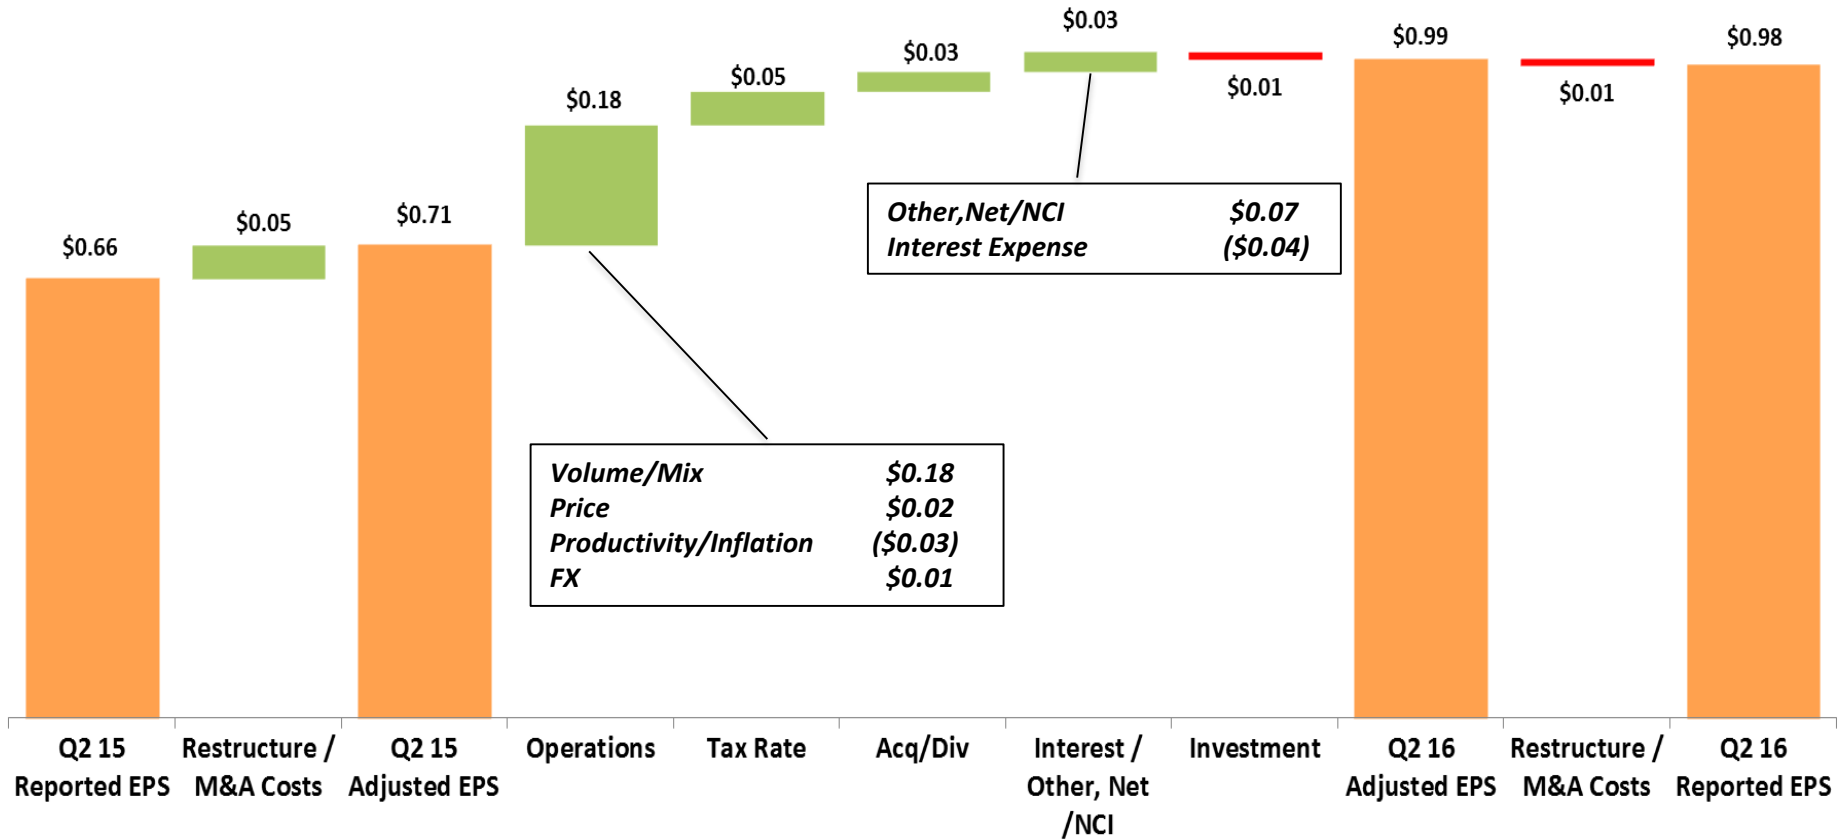 $0.66
$0.05
$0.71
$0.18
$0.05
$0.03
$0.03
$0.01
$0.99
$0.01
$0.98
Other,Net/NCI $0.07
Interest Expense ($0.04)
Volume/Mix $0.18
Price $0.02
Productivity/Inflation ($0.03)
FX $0.01
Q2 15
Reported EPS
Restructure /
M&A Costs
Q2 15
Adjusted EPS
Operations
Tax Rate
Acq/Div
Interest /
Other, Net
/NCI
Investment
Q2 16
Adjusted EPS
Restructure /
M&A Costs
Q2 16
Reported EPS